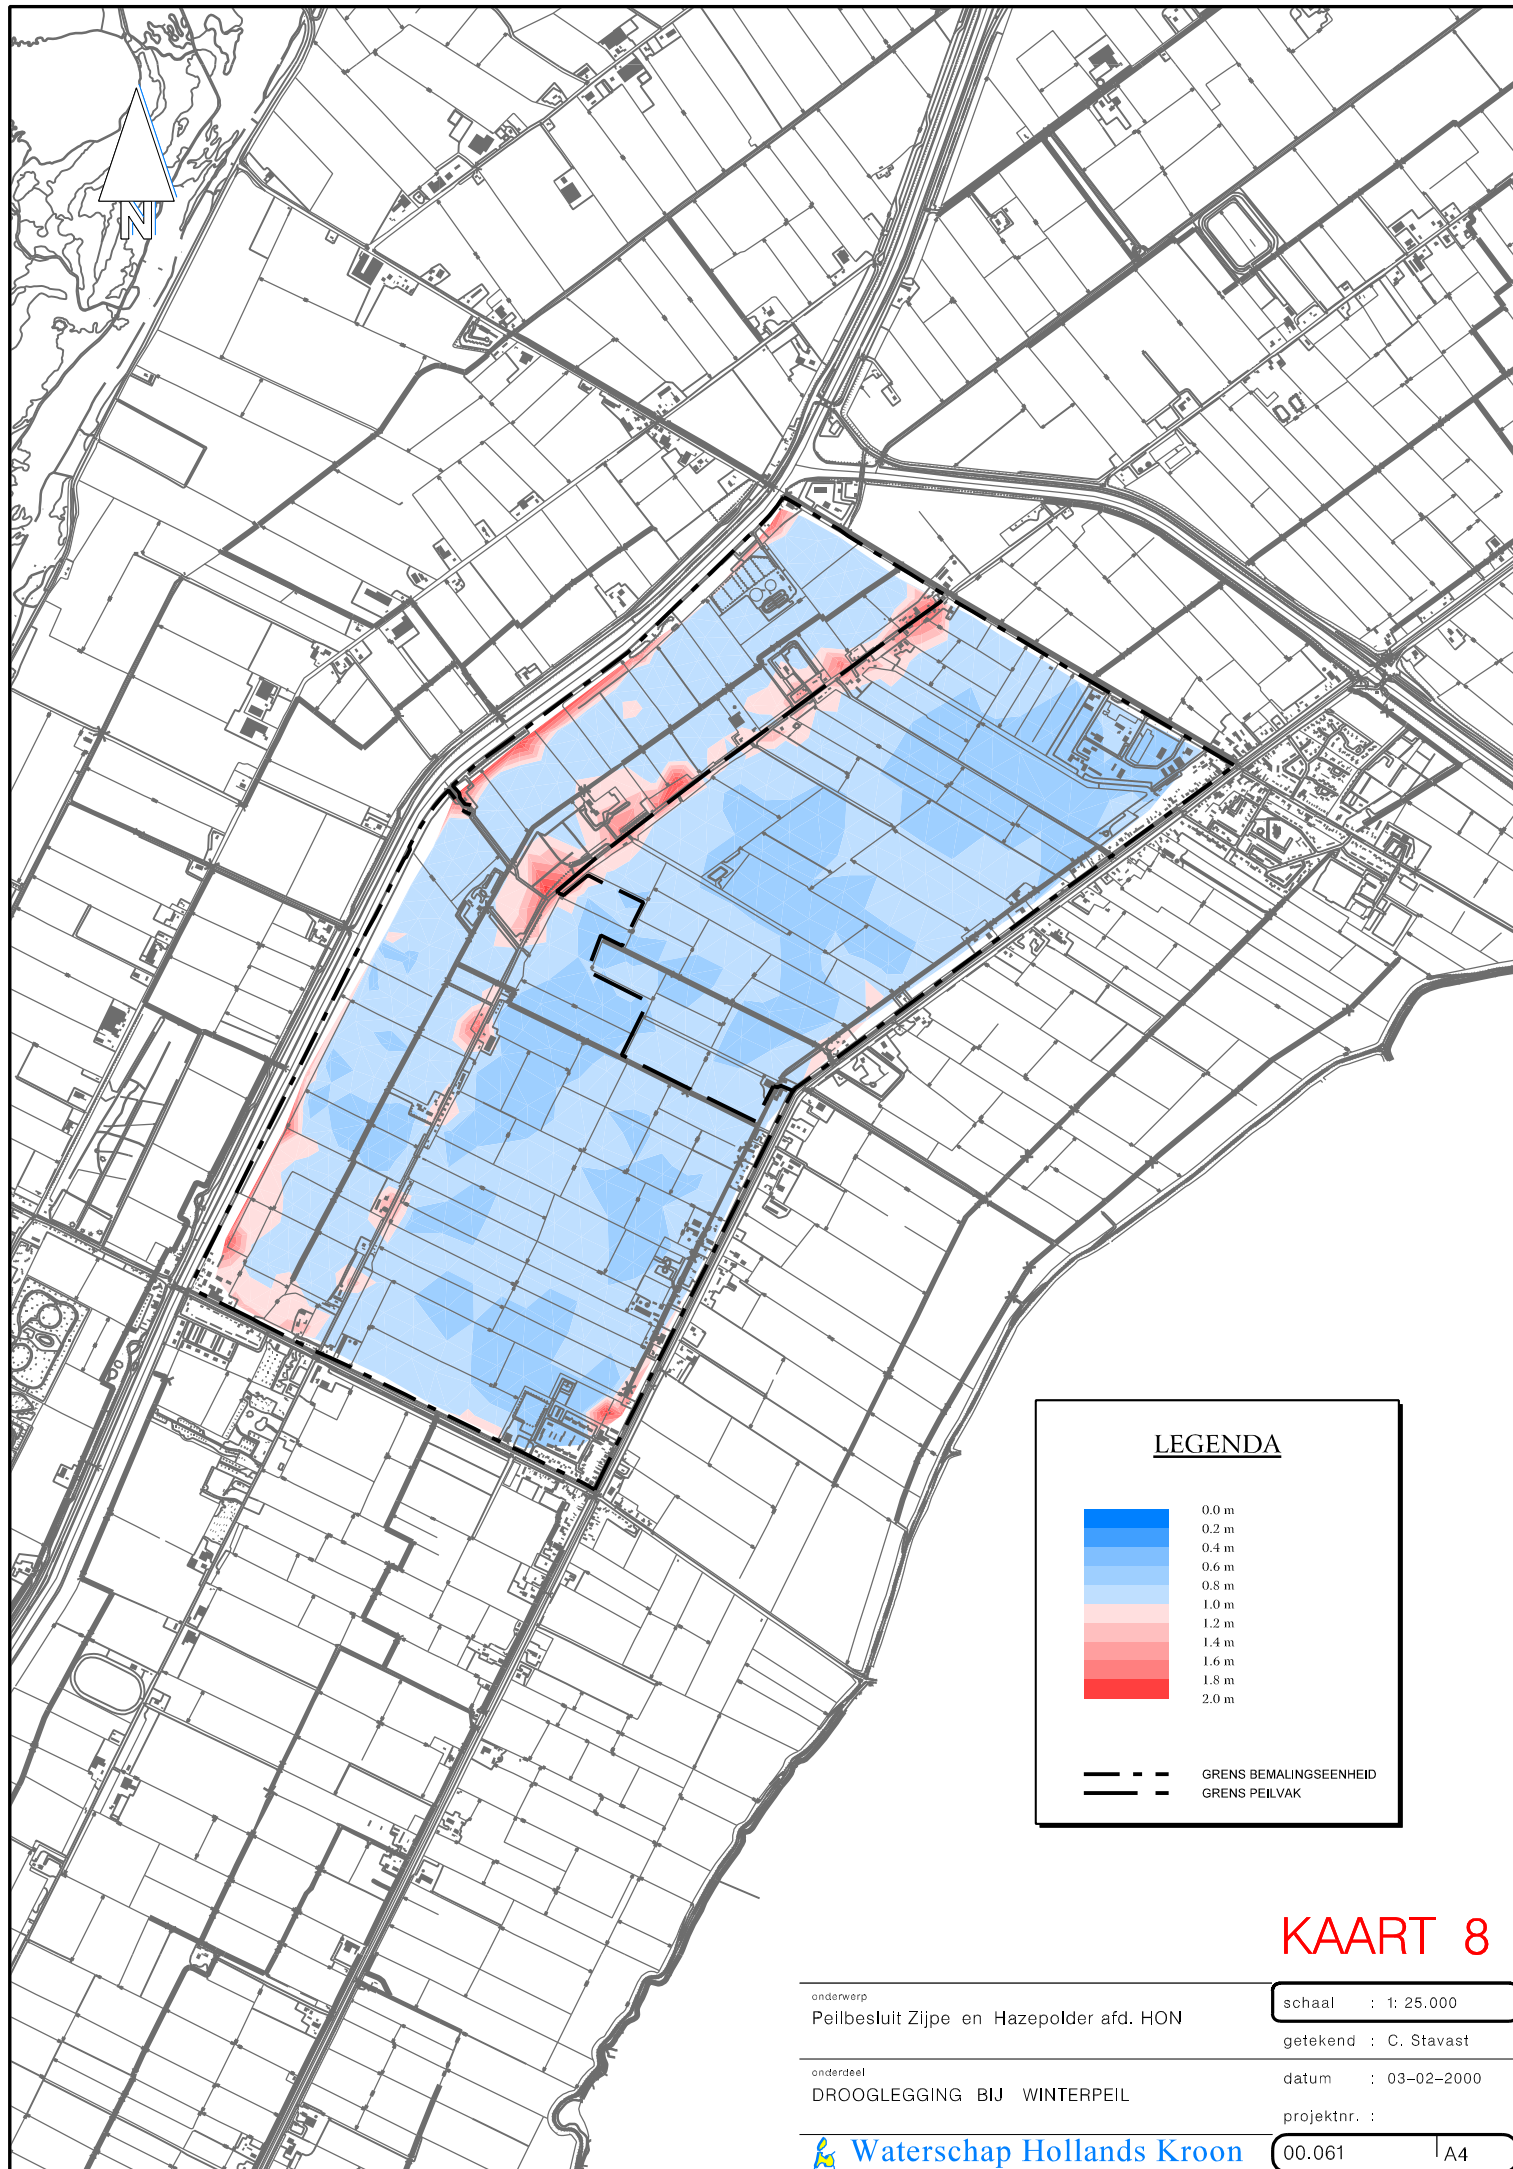 N
LEGENDA
0.0 m
0.2 m
0.4 m
0.6 m
0.8 m
1.0 m
1.2 m
1.4 m
1.6 m
1.8 m
2.0 m
GRENS BEMALINGSEENHEID
GRENS PEILVAK
KAART 8
onderwerp
Peilbesluit Zijpe en Hazepolder afd. HON
schaal : 1: 25.000
getekend : C. Stavast
onderdeel
DROOGLEGGING BIJ WINTERPEIL
datum : 03-02-2000
projektnr. :
Waterschap Hollands Kroon
00.061 A4